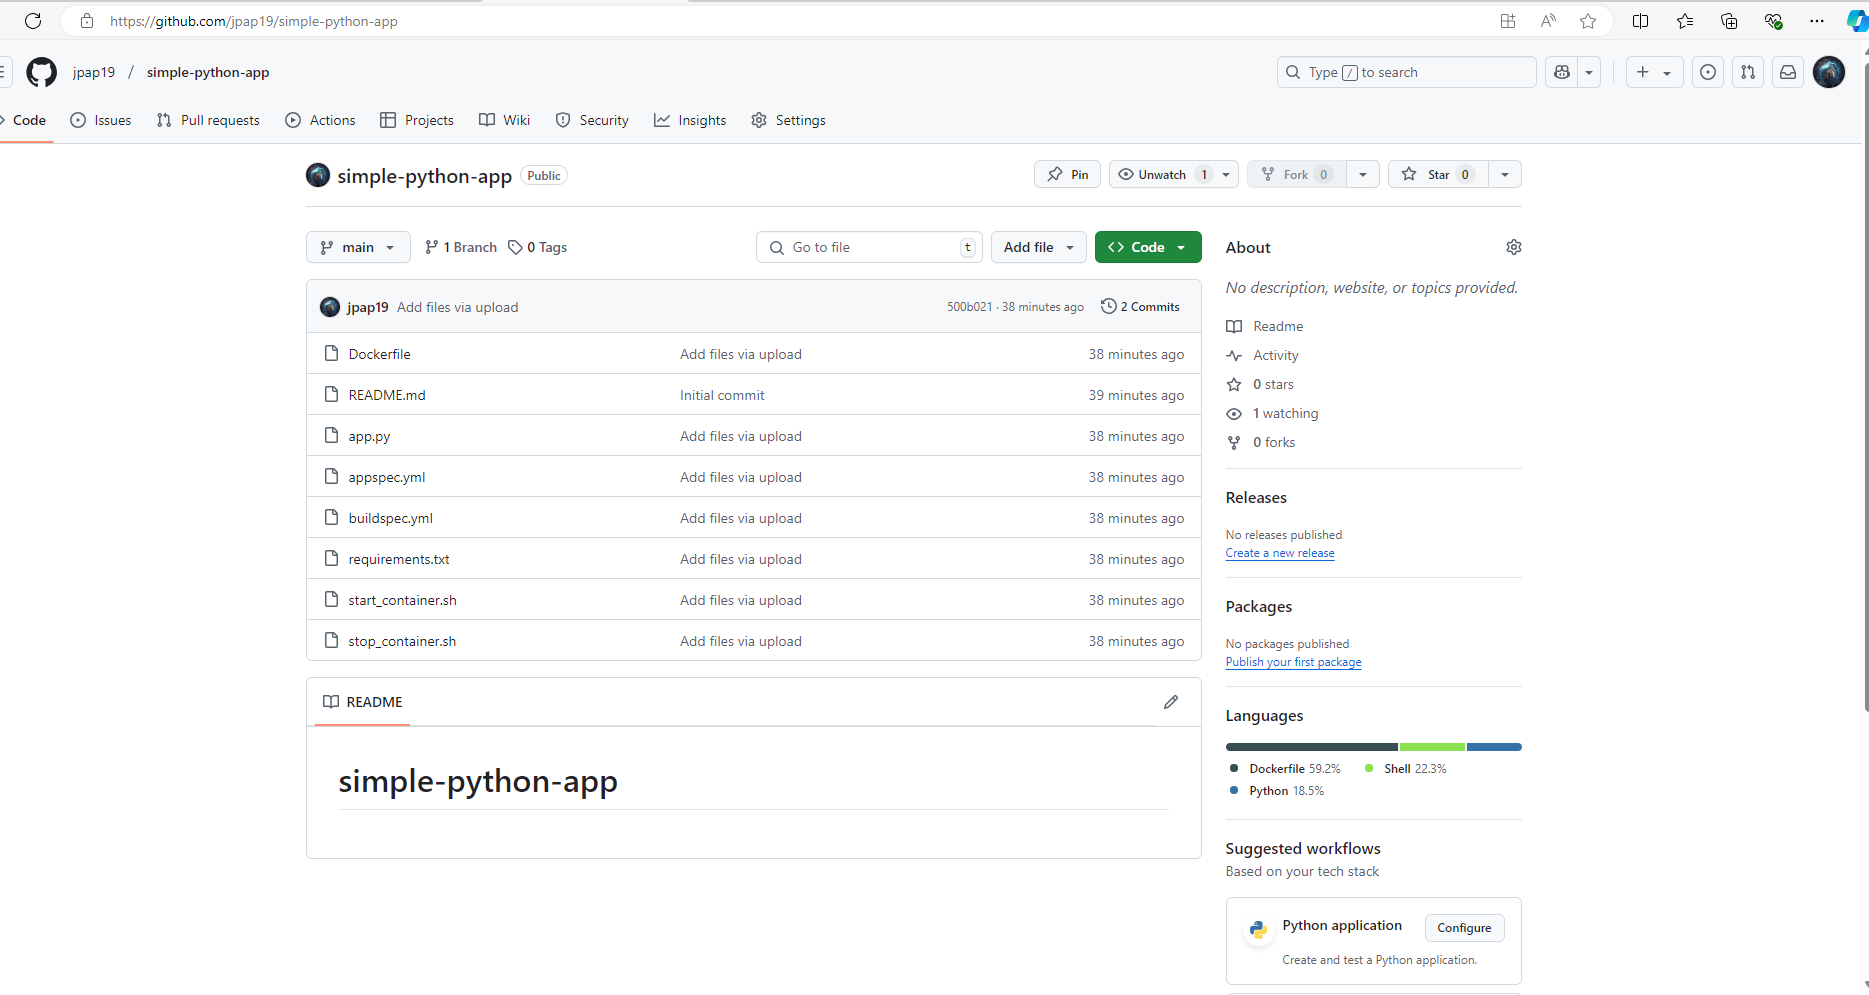 https://github.com/jpap19/simple-python-app
jpap19 / simple-python-app
Type / to search
Code Issues Pull requests Actions Projects Wiki Security Insights Settings
simple-python-app Public
Pin Unwatch 1 Fork 0 Star 0
main 1 Branch 0 Tags Go to file t Add file Code
jpap19 Add files via upload 500b021 · 38 minutes ago 2 Commits
Dockerfile Add files via upload 38 minutes ago
README.md Initial commit 39 minutes ago
app.py Add files via upload 38 minutes ago
appspec.yml Add files via upload 38 minutes ago
buildspec.yml Add files via upload 38 minutes ago
requirements.txt Add files via upload 38 minutes ago
start_container.sh Add files via upload 38 minutes ago
stop_container.sh Add files via upload 38 minutes ago
README
simple-python-app
About
No description, website, or topics provided.
Readme
Activity
0 stars
1 watching
0 forks
Releases
No releases published
Create a new release
Packages
No packages published
Publish your first package
Languages
Dockerfile 59.2% Shell 22.3%
Python 18.5%
Suggested workflows
Based on your tech stack
Python application Configure
Create and test a Python application.